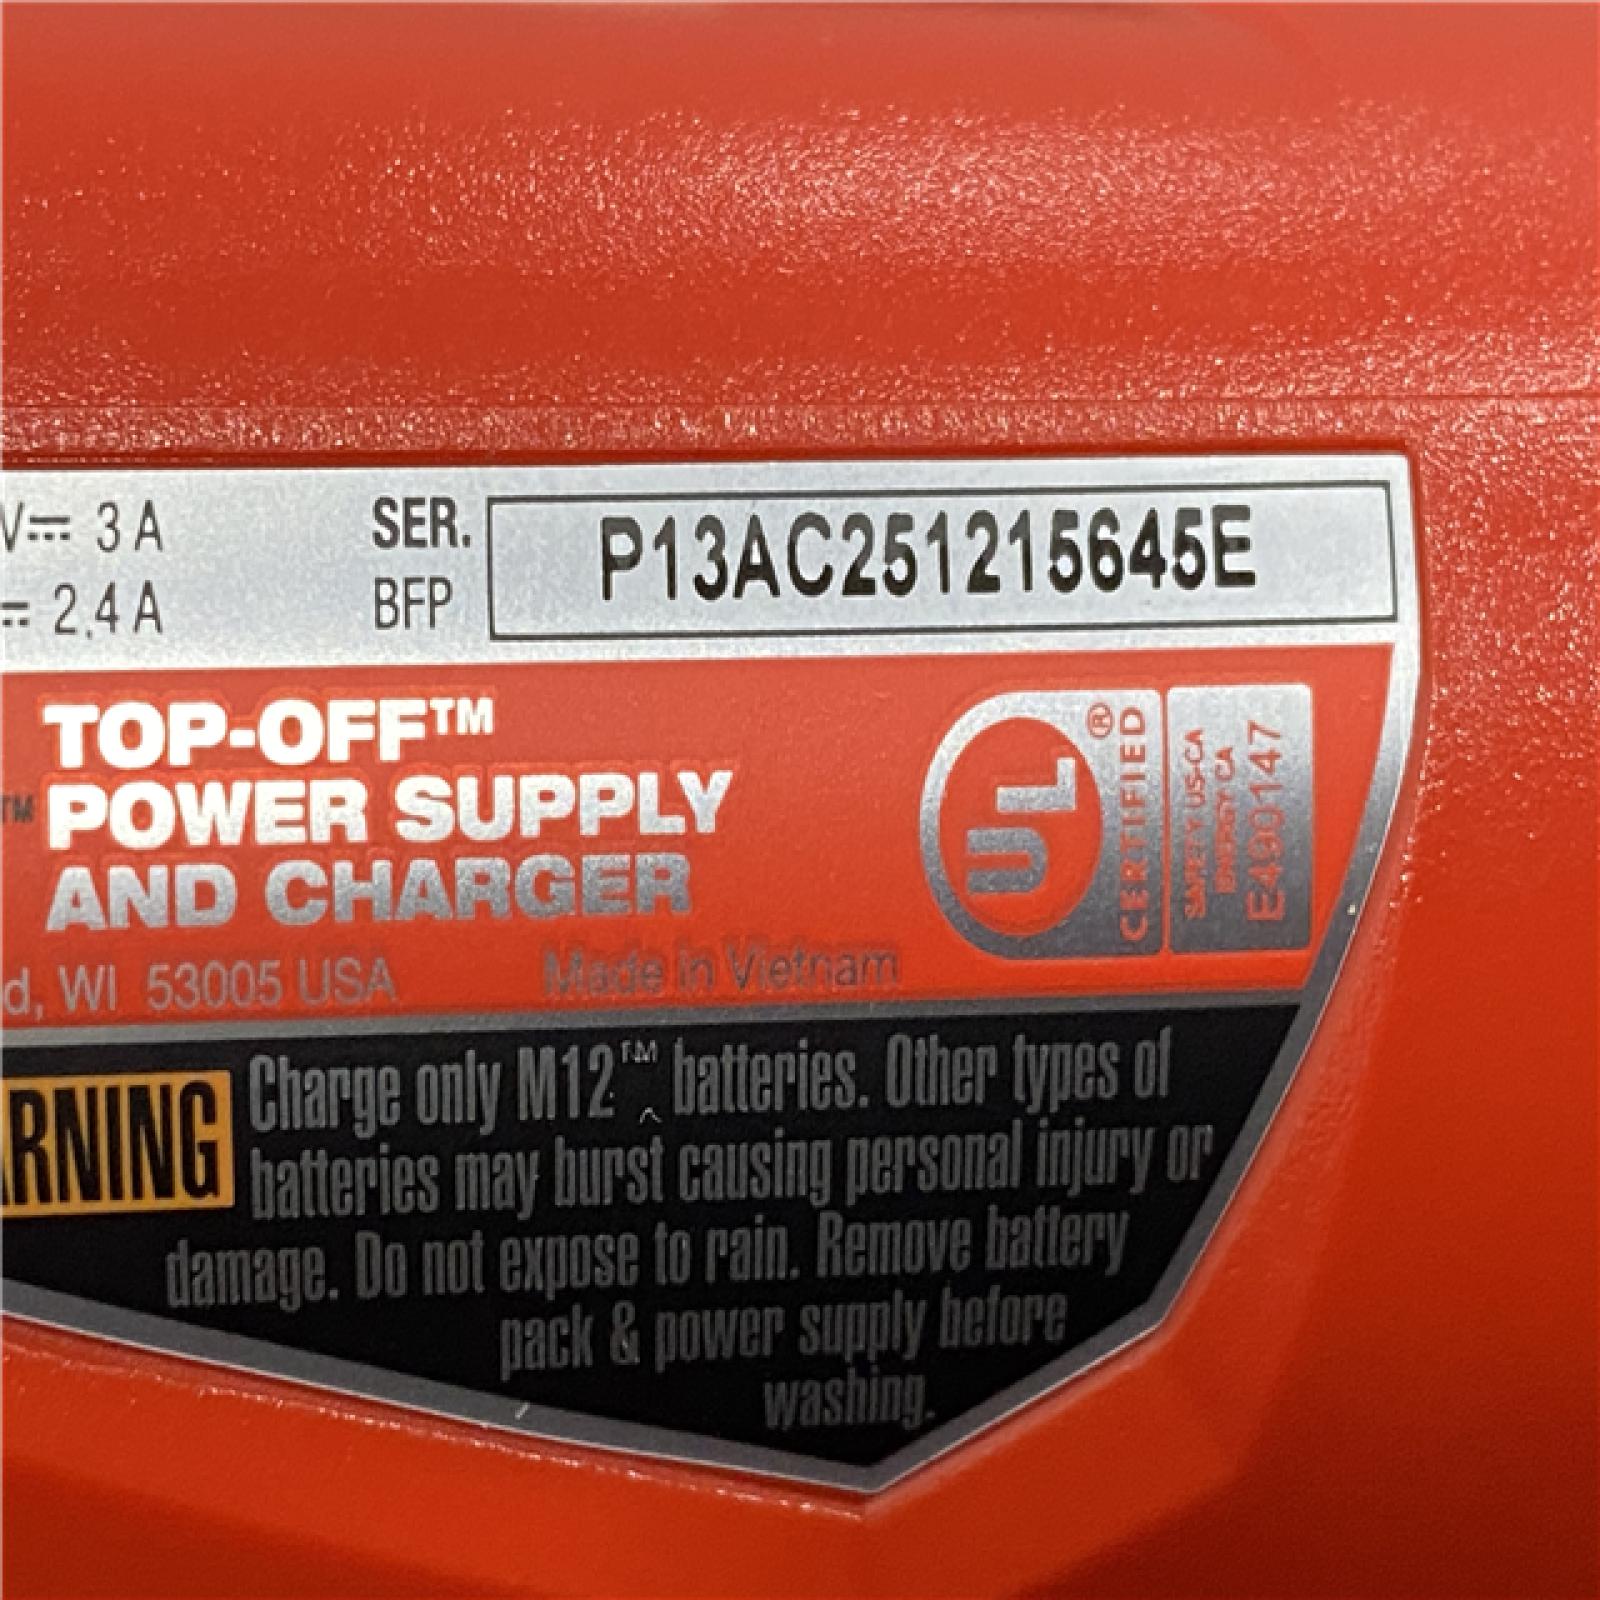 V⎓ 3 A
SER.
P13AC251215645E
⎓ 2.4 A
BFP
TOP-OFF™
™ POWER SUPPLY
AND CHARGER
d, WI 53005 USA
Made in Vietnam
UL
®
CERTIFIED
SAFETY US-CA
ENERGY CA
E490147
ARNING
Charge only M12™ batteries. Other types of
batteries may burst causing personal injury or
damage. Do not expose to rain. Remove battery
pack & power supply before
washing.